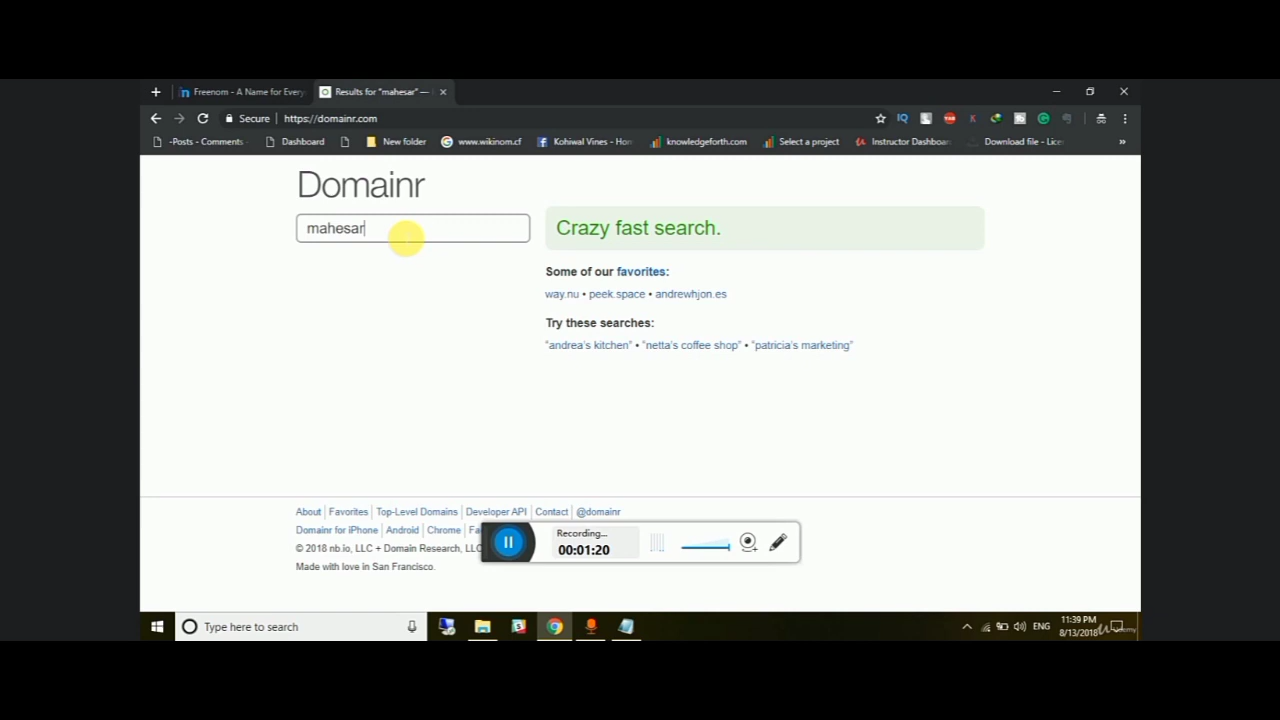 Freenom - A Name for Every
Results for "mahesar" —
Secure
https://domainr.com
-Posts - Comments
Dashboard
New folder
www.wikinom.cf
Kohiwal Vines - Hom
knowledgeforth.com
Select a project
Instructor Dashboar
Download file - Lice
»
Domainr
mahesar
Crazy fast search.
Some of our favorites:
way.nu • peek.space • andrewhjon.es
Try these searches:
"andrea's kitchen" • "netta's coffee shop" • "patricia's marketing"
About | Favorites | Top-Level Domains | Developer API | Contact | @domainr
Domainr for iPhone | Android | Chrome | Fa
© 2018 nb.io, LLC + Domain Research, LLC
Made with love in San Francisco.
Recording...
00:01:20
Type here to search
ENG
11:39 PM
8/13/2018